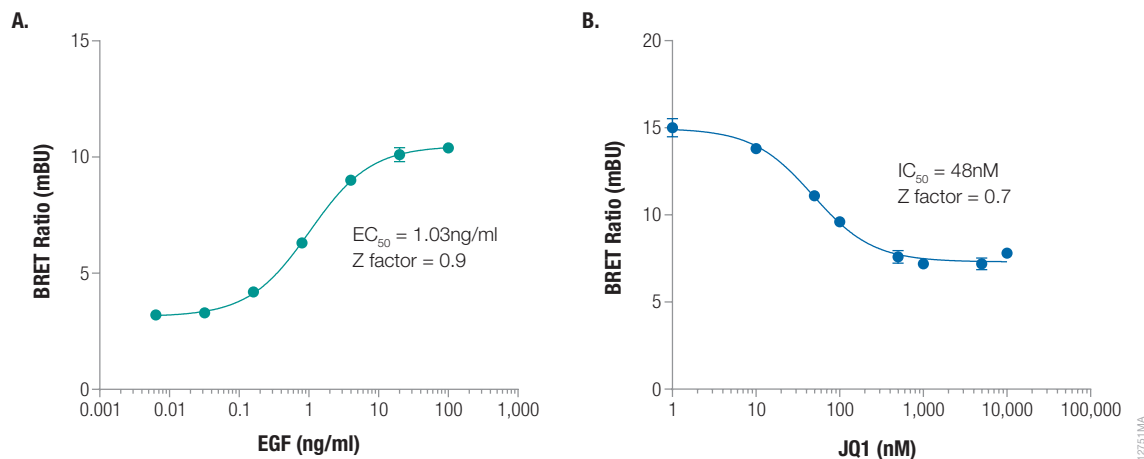 A.
15
10
5
0
BRET Ratio (mBU)
EC50 = 1.03ng/ml
Z factor = 0.9
0.001 0.01 0.1 1 10 100 1,000
EGF (ng/ml)
B.
20
15
10
5
0
BRET Ratio (mBU)
IC50 = 48nM
Z factor = 0.7
1 10 100 1,000 10,000 100,000
JQ1 (nM)
12751MA